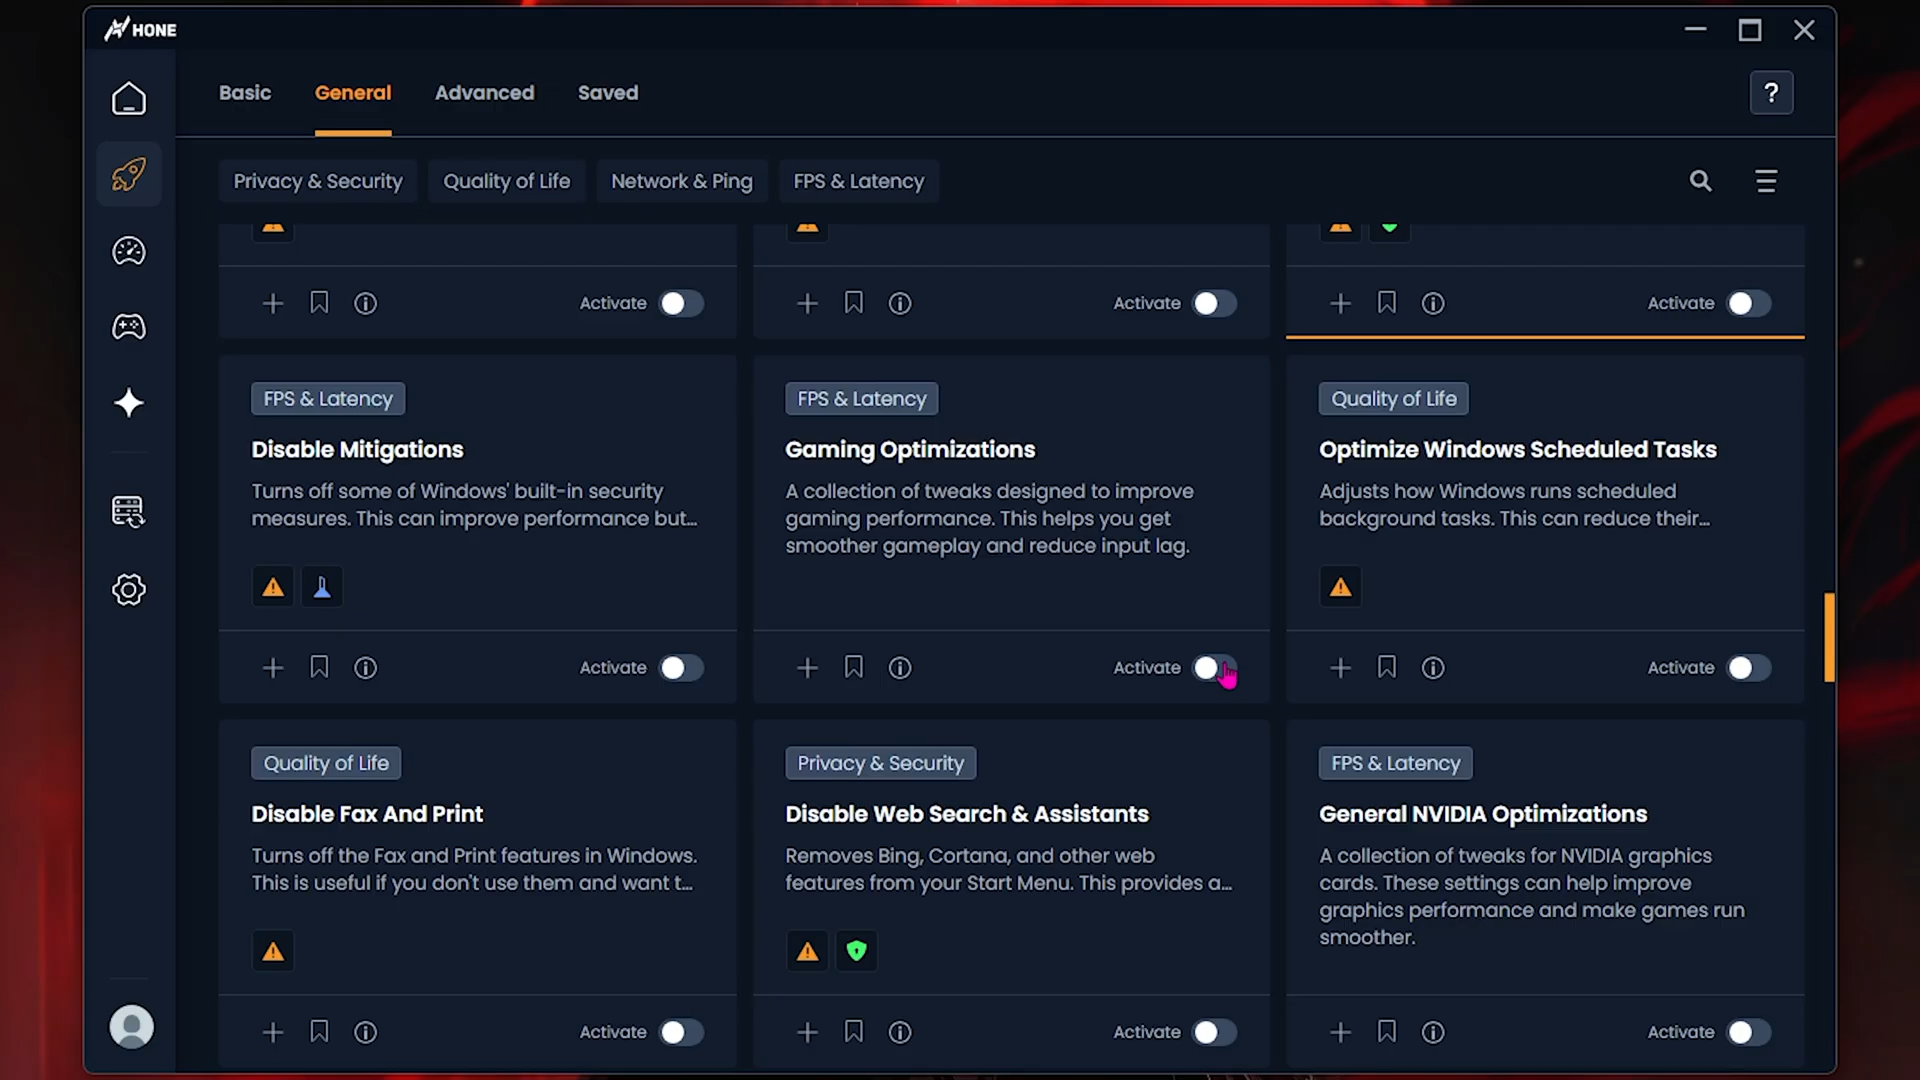 HONE
Basic General Advanced Saved ?
Privacy & Security Quality of Life Network & Ping FPS & Latency
Activate Activate Activate
FPS & Latency
Disable Mitigations
Turns off some of Windows' built-in security
measures. This can improve performance but...
Activate
FPS & Latency
Gaming Optimizations
A collection of tweaks designed to improve
gaming performance. This helps you get
smoother gameplay and reduce input lag.
Activate
Quality of Life
Optimize Windows Scheduled Tasks
Adjusts how Windows runs scheduled
background tasks. This can reduce their...
Activate
Quality of Life
Disable Fax And Print
Turns off the Fax and Print features in Windows.
This is useful if you don't use them and want t...
Activate
Privacy & Security
Disable Web Search & Assistants
Removes Bing, Cortana, and other web
features from your Start Menu. This provides a...
Activate
FPS & Latency
General NVIDIA Optimizations
A collection of tweaks for NVIDIA graphics
cards. These settings can help improve
graphics performance and make games run
smoother.
Activate